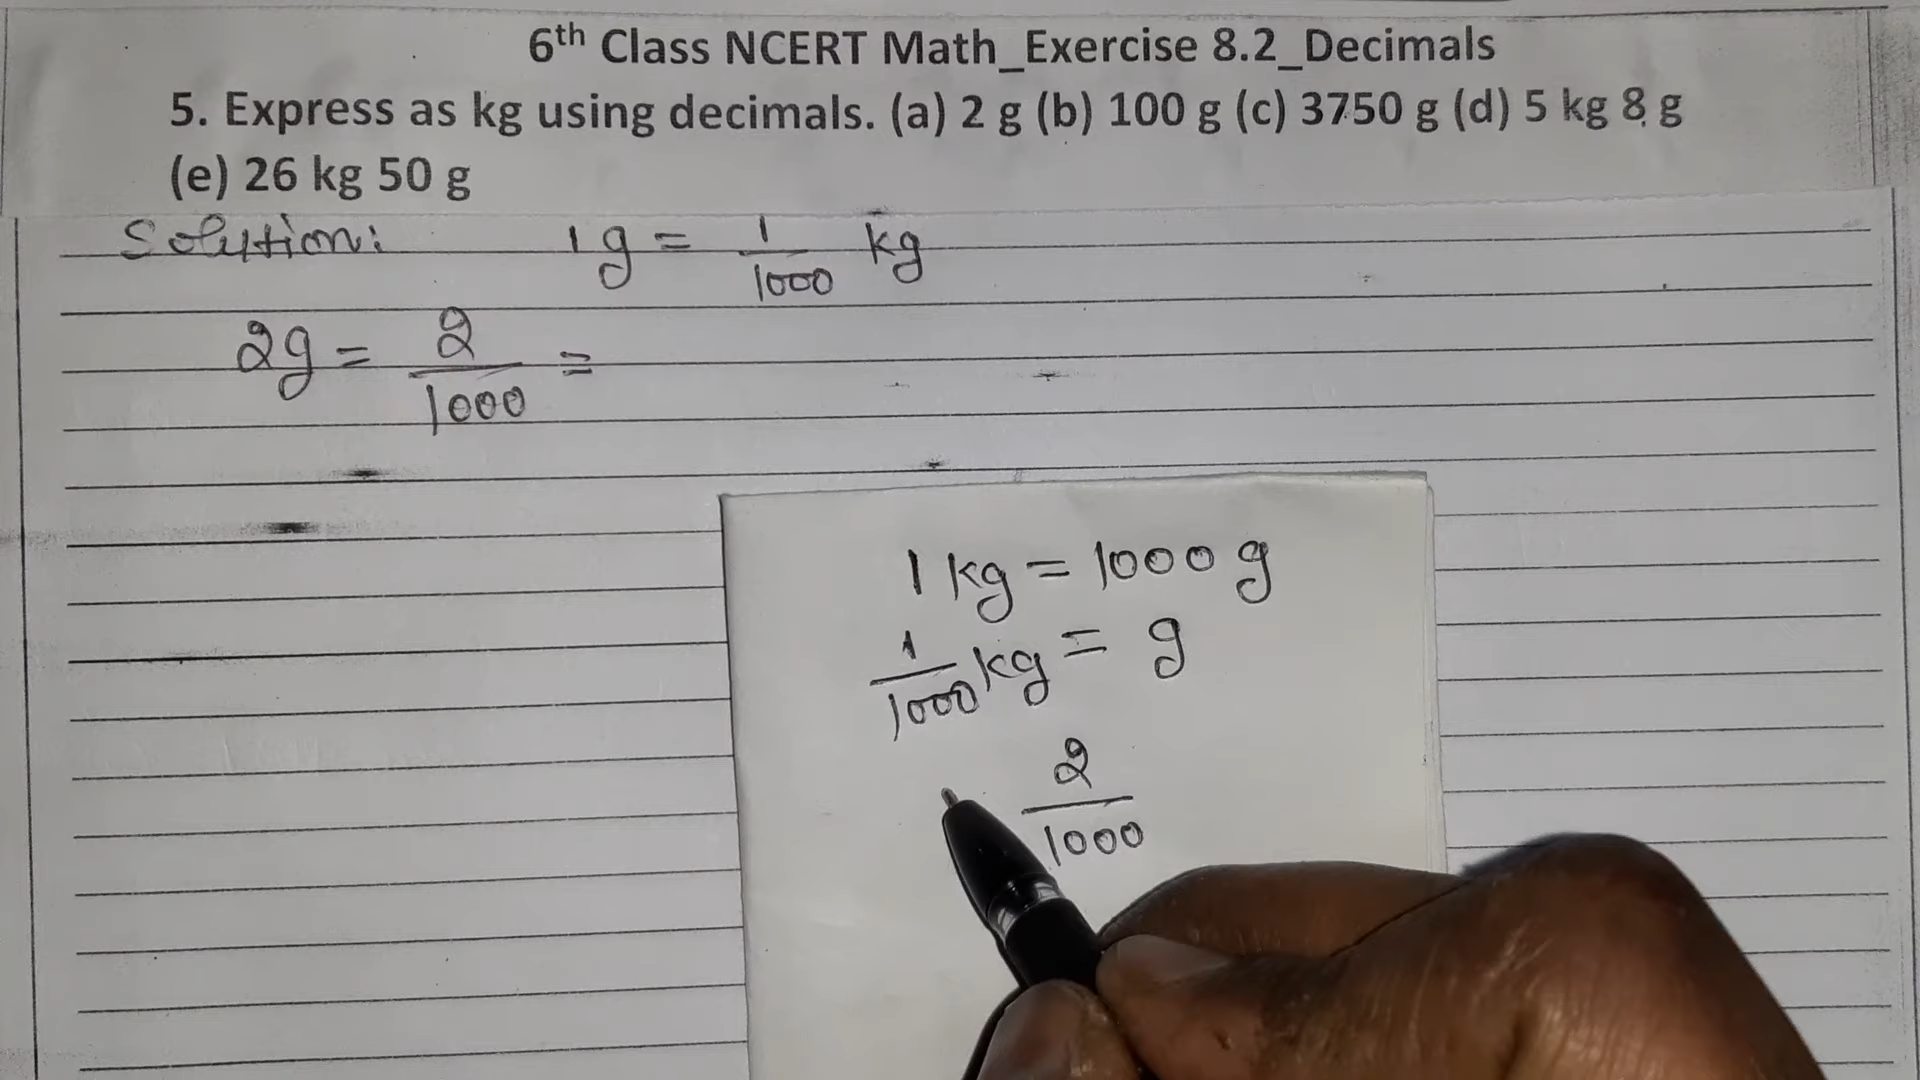 6th Class NCERT Math_Exercise 8.2_Decimals
5. Express as kg using decimals. (a) 2 g (b) 100 g (c) 3750 g (d) 5 kg 8 g
(e) 26 kg 50 g
Solution: 1 g = 1/1000 kg
2g = 2/1000 =
1 kg = 1000 g
1/1000 kg = g
2/1000